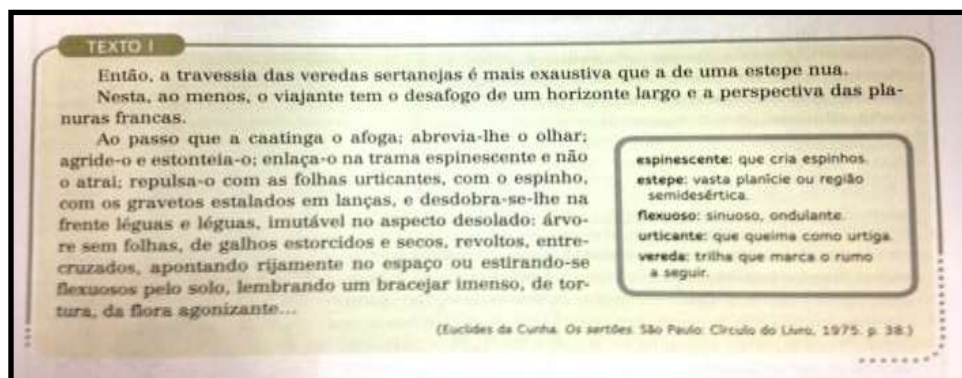 TEXTO I
Então, a travessia das veredas sertanejas é mais exaustiva que a de uma estepe nua.
Nesta, ao menos, o viajante tem o desafogo de um horizonte largo e a perspectiva das pla-
nuras francas.
Ao passo que a caatinga o afoga; abrevia-lhe o olhar;
agride-o e estonteia-o; enlaça-o na trama espinescente e não
o atrai; repulsa-o com as folhas urticantes, com o espinho,
com os gravetos estalados em lanças, e desdobra-se-lhe na
frente léguas e léguas, imutável no aspecto desolado: árvo-
re sem folhas, de galhos estorcidos e secos, revoltos, entre-
cruzados, apontando rijamente no espaço ou estirando-se
flexuosos pelo solo, lembrando um bracejar imenso, de tor-
tura, da flora agonizante...
espinescente: que cria espinhos.
estepe: vasta planície ou região
semidesértica.
flexuoso: sinuoso, ondulante.
urticante: que queima como urtiga.
vereda: trilha que marca o rumo
a seguir.
(Euclides da Cunha. Os sertões. São Paulo: Círculo do Livro, 1975. p. 38.)